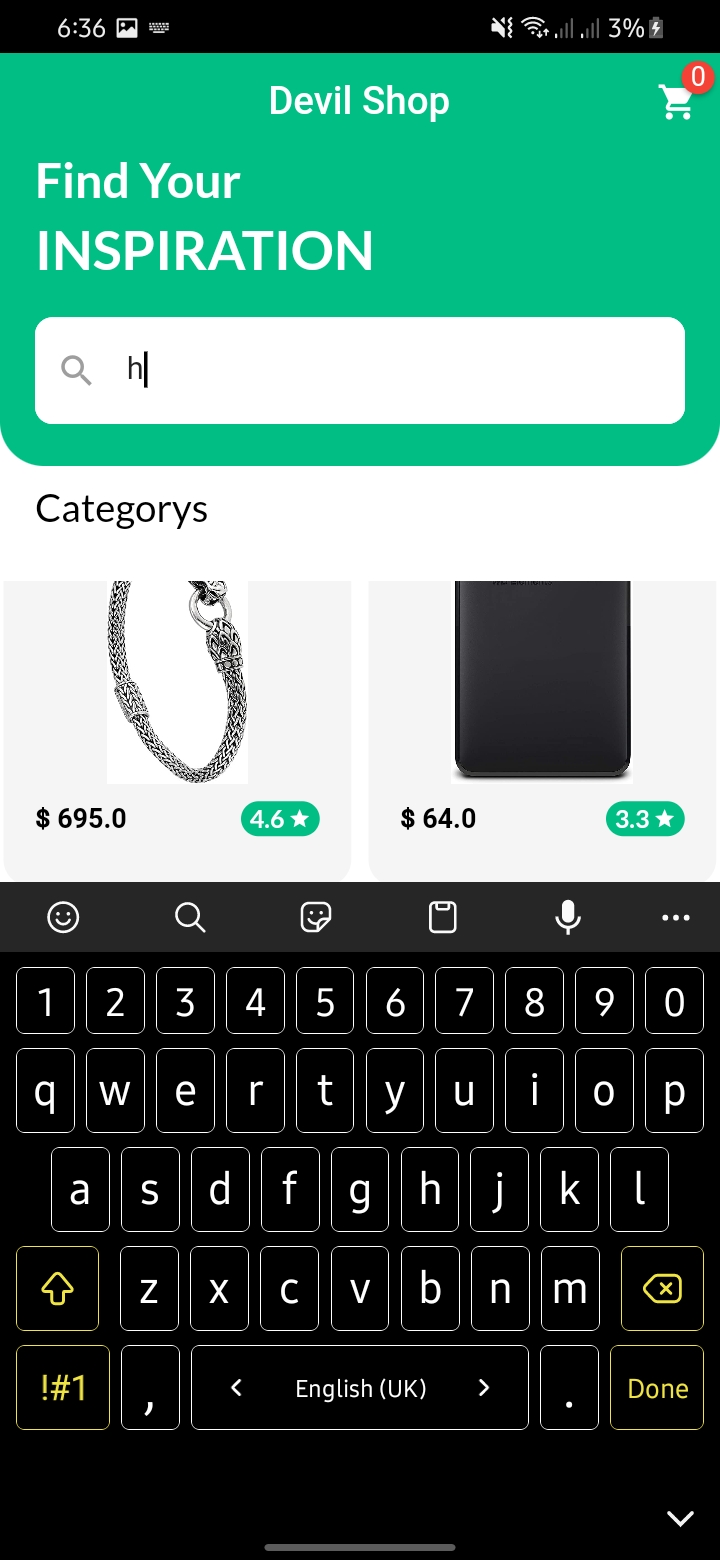 6:36 3%
Devil Shop 0
Find Your
INSPIRATION
h
Categorys
$ 695.0 4.6
$ 64.0 3.3
1 2 3 4 5 6 7 8 9 0
q w e r t y u i o p
a s d f g h j k l
z x c v b n m
!#1 , English (UK) . Done